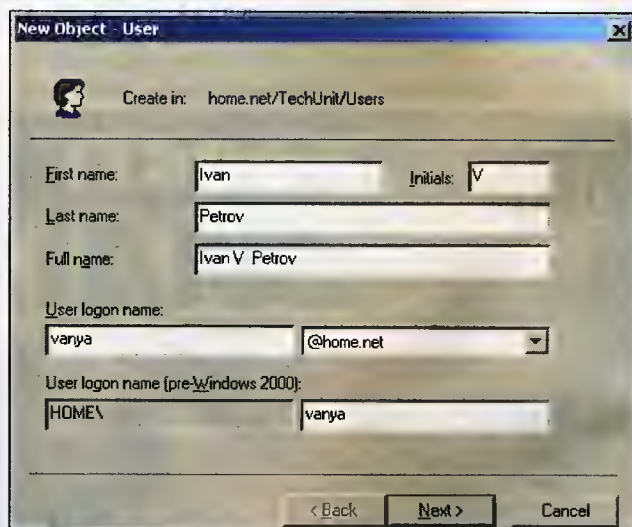 New Object - User
Create in: home.net/TechUnit/Users
First name: Ivan Initials: V
Last name: Petrov
Full name: Ivan V Petrov
User logon name:
vanya @home.net
User logon name (pre-Windows 2000):
HOME\ vanya
< Back Next > Cancel